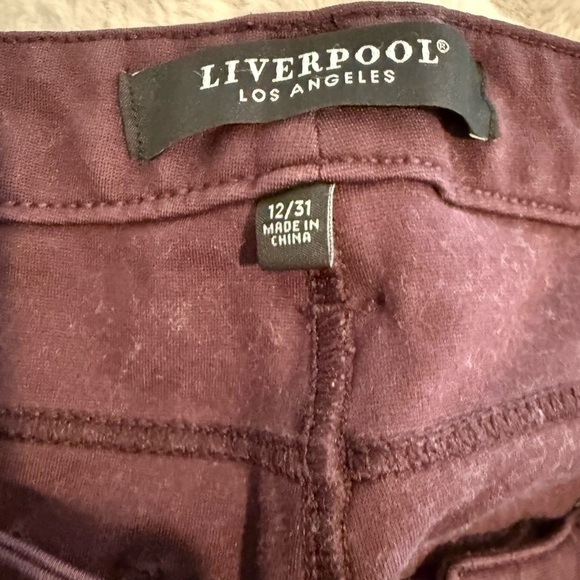 LIVERPOOL®
LOS ANGELES
12/31
MADE IN
CHINA